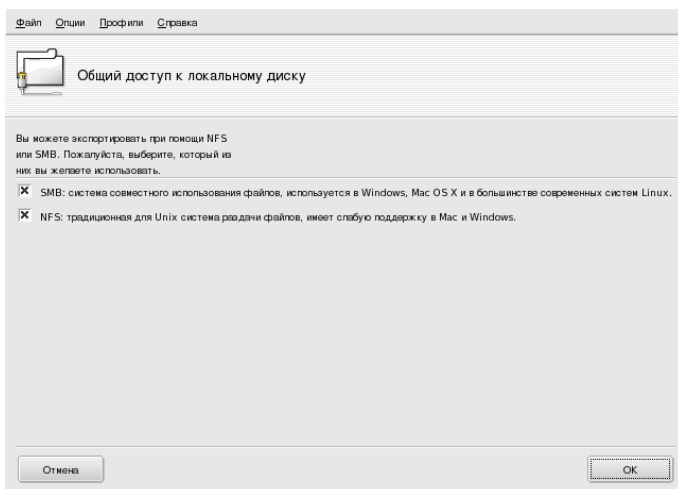 Файл Опции Профили Справка
Общий доступ к локальному диску
Вы можете экспортировать при помощи NFS
или SMB. Пожалуйста, выберите, который из
них вы желаете использовать.
SMB: система совместного использования файлов, используется в Windows, Mac OS X и в большинстве современных систем Linux.
NFS: традиционная для Unix система раздачи файлов, имеет слабую поддержку в Mac и Windows.
Отмена OK